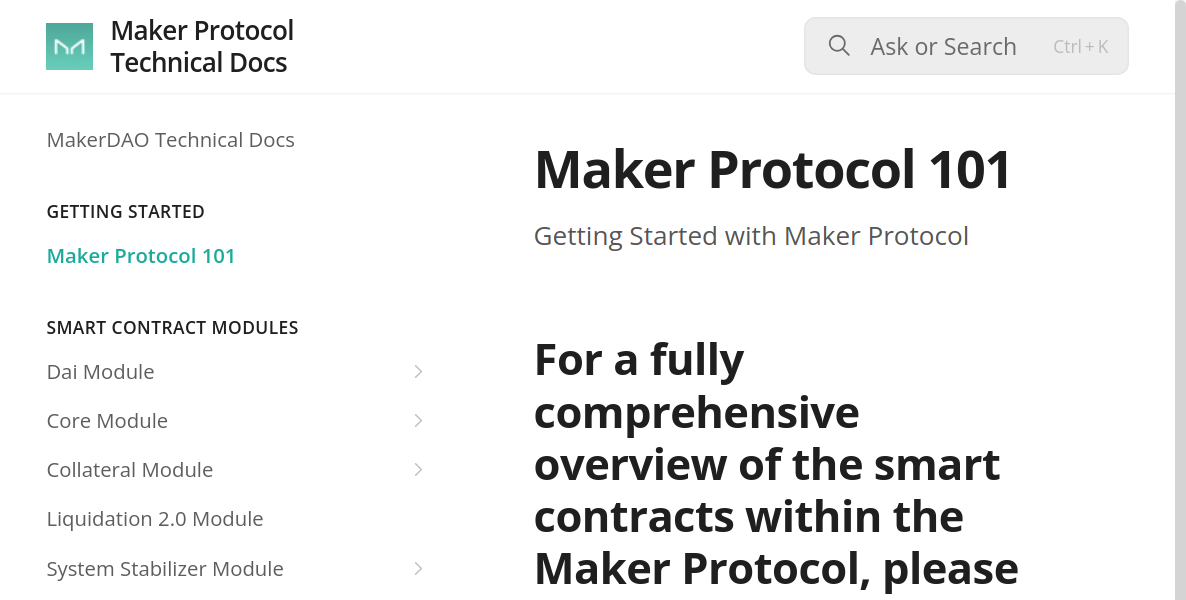 Maker Protocol
Technical Docs
Ask or Search
Ctrl + K
MakerDAO Technical Docs
GETTING STARTED
Maker Protocol 101
SMART CONTRACT MODULES
Dai Module
Core Module
Collateral Module
Liquidation 2.0 Module
System Stabilizer Module
Maker Protocol 101
Getting Started with Maker Protocol
For a fully
comprehensive
overview of the smart
contracts within the
Maker Protocol, please